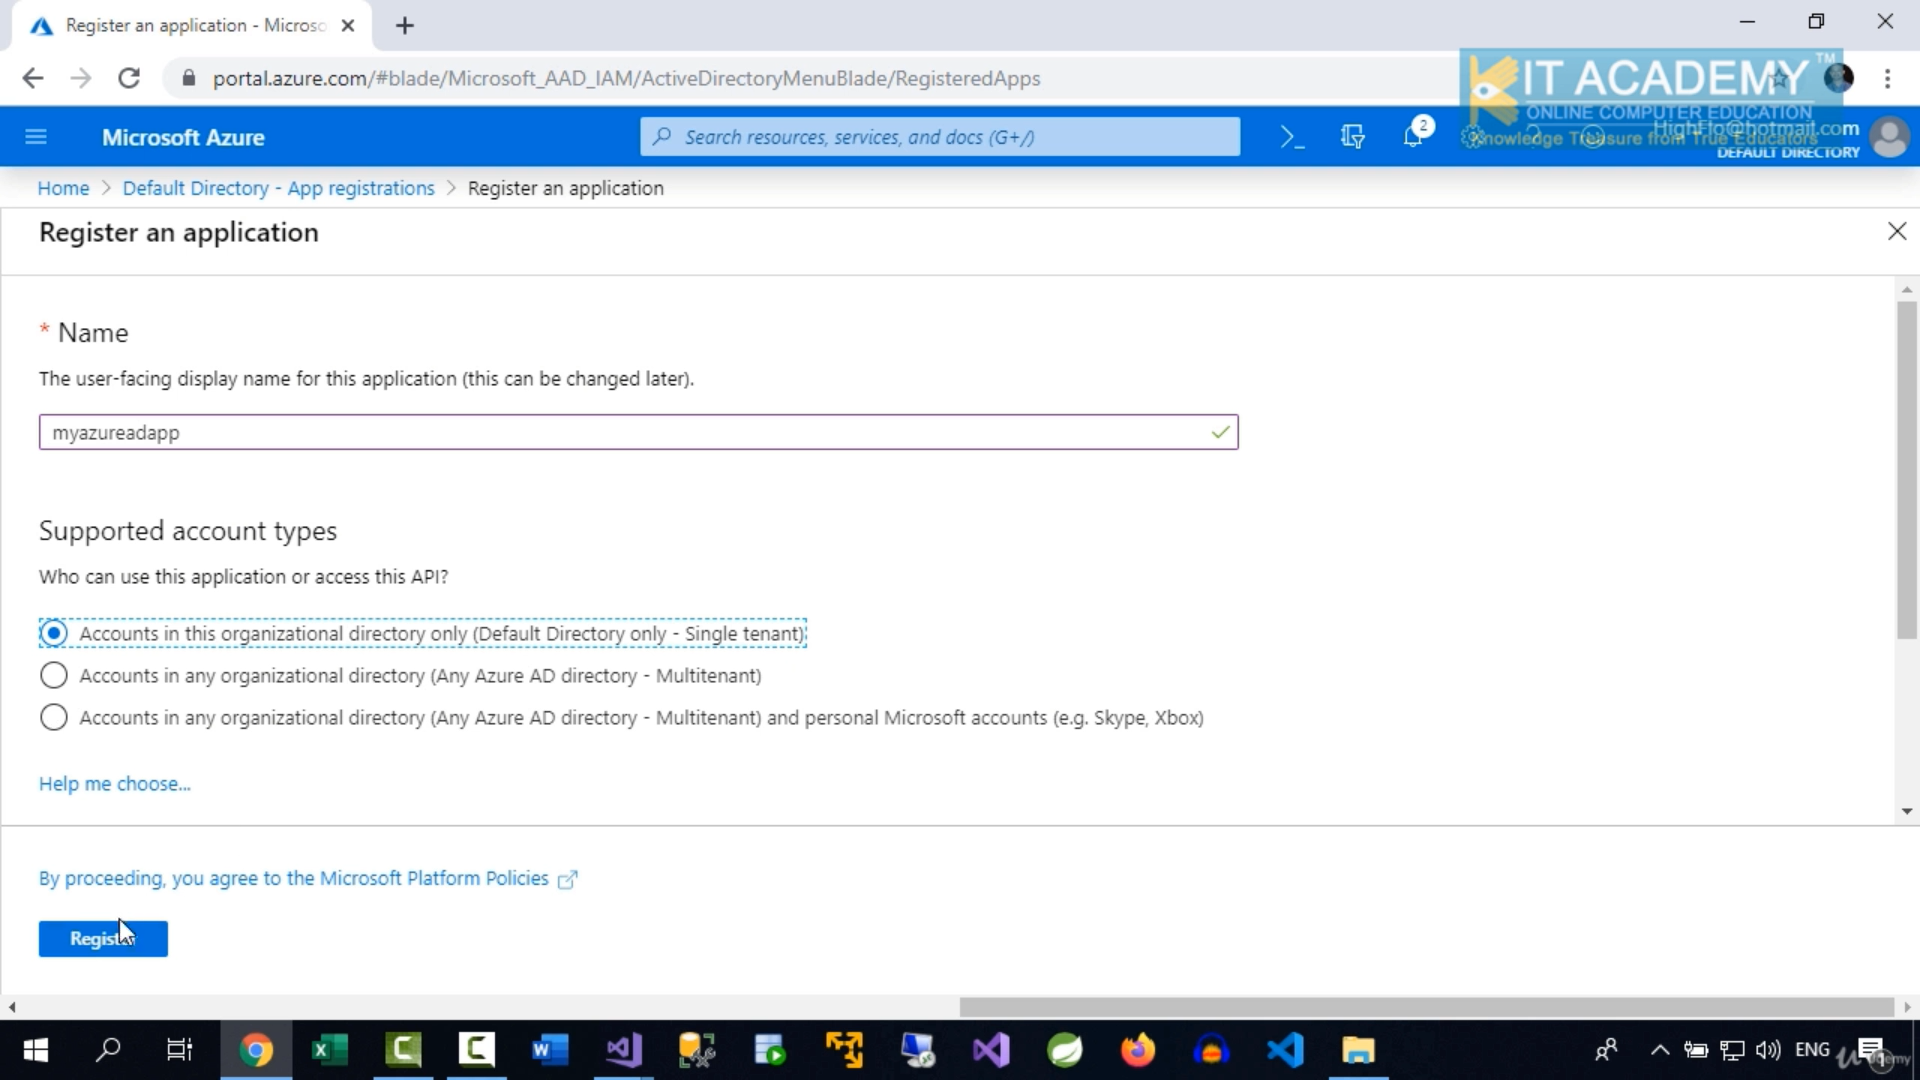 Register an application - Microso
portal.azure.com/#blade/Microsoft_AAD_IAM/ActiveDirectoryMenuBlade/RegisteredApps
KIT ACADEMY™
ONLINE COMPUTER EDUCATION
Knowledge Treasure from True Educators
Microsoft Azure
Search resources, services, and docs (G+/)
2
HighFlo@hotmail.com
DEFAULT DIRECTORY
Home > Default Directory - App registrations > Register an application
Register an application
* Name
The user-facing display name for this application (this can be changed later).
myazureadapp
Supported account types
Who can use this application or access this API?
Accounts in this organizational directory only (Default Directory only - Single tenant)
Accounts in any organizational directory (Any Azure AD directory - Multitenant)
Accounts in any organizational directory (Any Azure AD directory - Multitenant) and personal Microsoft accounts (e.g. Skype, Xbox)
Help me choose...
By proceeding, you agree to the Microsoft Platform Policies
Register
ENG